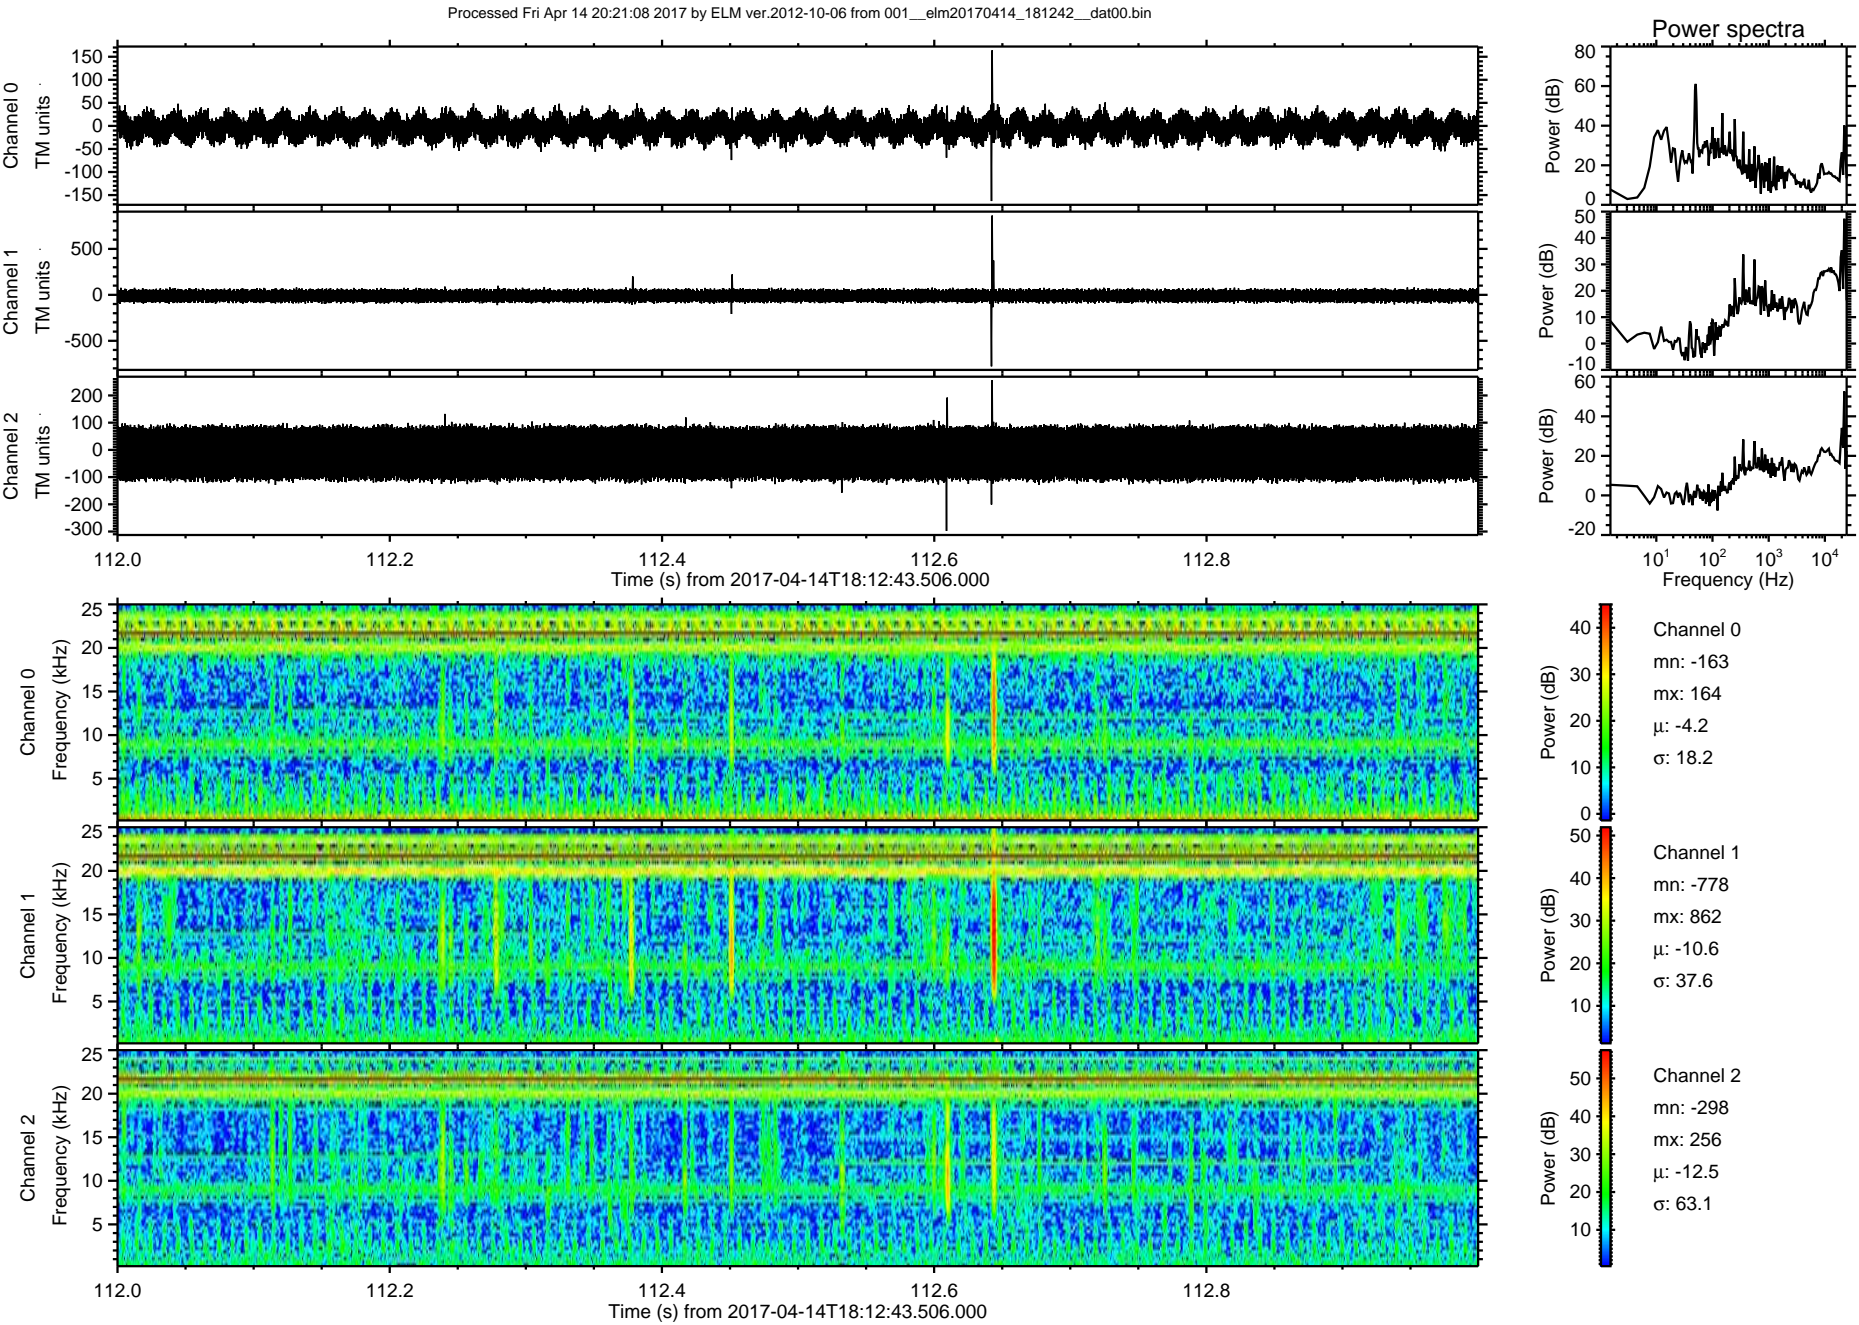 Processed Fri Apr 14 20:21:08 2017 by ELM ver.2012-10-06 from 001__elm20170414_181242__dat00.bin
Power spectra
Channel 0
TM units
150
100
50
0
-50
-100
-150
Power (dB)
80
60
40
20
0
Channel 1
TM units
500
0
-500
Power (dB)
50
40
30
20
10
0
-10
Channel 2
TM units
200
100
0
-100
-200
-300
Power (dB)
60
40
20
0
-20
112.0 112.2 112.4 112.6 112.8
Time (s) from 2017-04-14T18:12:43.506.000
10^1 10^2 10^3 10^4
Frequency (Hz)
Channel 0
Frequency (kHz)
25
20
15
10
5
Power (dB)
40
30
20
10
0
Channel 0
mn: -163
mx: 164
µ: -4.2
σ: 18.2
Channel 1
Frequency (kHz)
25
20
15
10
5
Power (dB)
50
40
30
20
10
Channel 1
mn: -778
mx: 862
µ: -10.6
σ: 37.6
Channel 2
Frequency (kHz)
25
20
15
10
5
Power (dB)
50
40
30
20
10
Channel 2
mn: -298
mx: 256
µ: -12.5
σ: 63.1
112.0 112.2 112.4 112.6 112.8
Time (s) from 2017-04-14T18:12:43.506.000